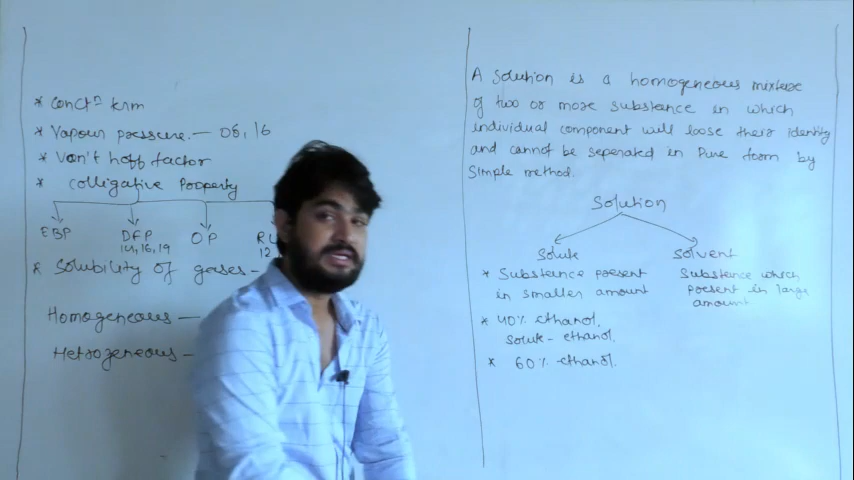 * Conctⁿ term
* Vapour pressure. — 08, 16
* Van't hoff factor
* Colligative Property
EBP DFP OP
14, 16, 19 12
* Solubility of gases -
Homogeneous —
Hetrogeneous -
A Solution is a homogeneous mixture
of two or more substance in which
individual component will loose their identity
and cannot be seperated in Pure form by
Simple method.
Solution
Solute
* Substance present
in smaller amount
* 40% ethanol,
Solute - ethanol,
* 60% -ethanol.
Solvent
Substance which
present in large
amount